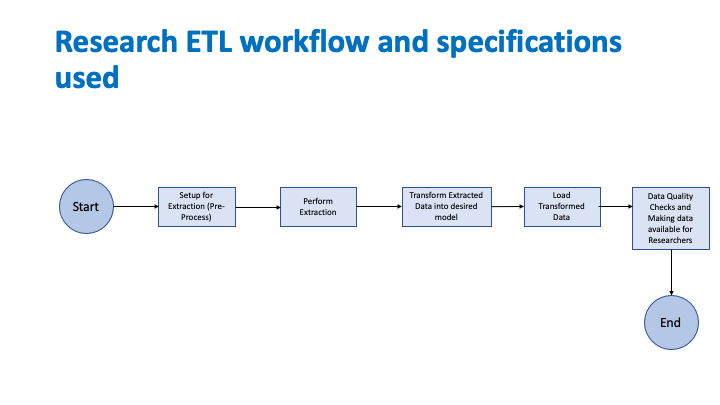 Research ETL workflow and specifications
used
Start
Setup for
Extraction (Pre-
Process)
Perform
Extraction
Transform Extracted
Data into desired
model
Load
Transformed
Data
Data Quality
Checks and
Making data
available for
Researchers
End